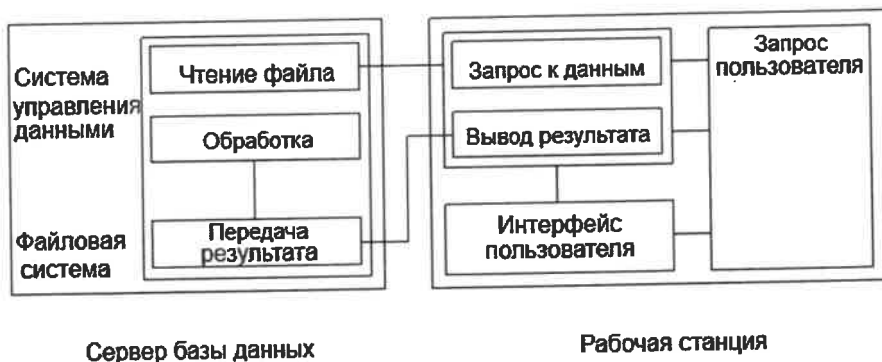 Система
управления
данными
Чтение файла
Обработка
Файловая
система
Передача
результата
Запрос к данным
Вывод результата
Интерфейс
пользователя
Запрос
пользователя
Сервер базы данных
Рабочая станция